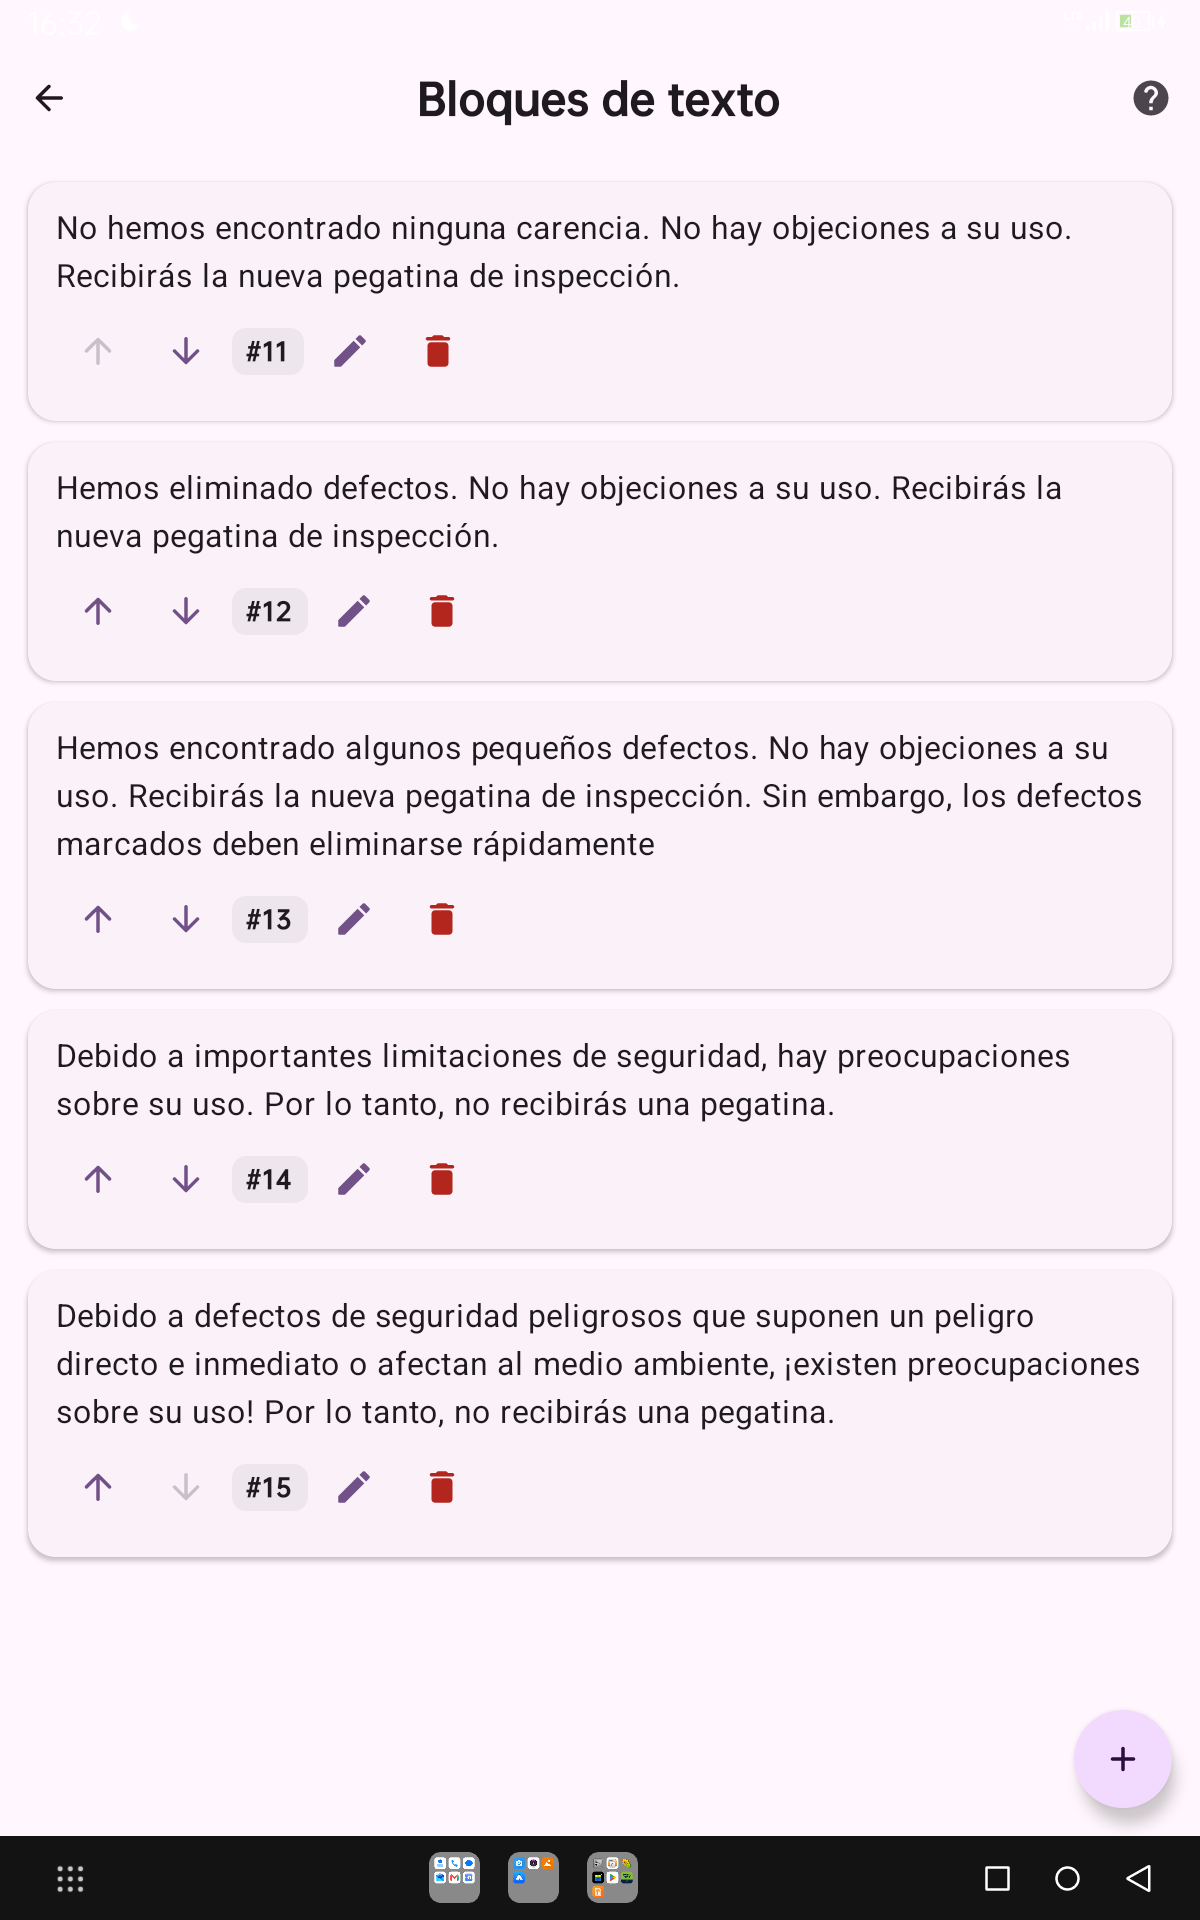 16:32
Bloques de texto
No hemos encontrado ninguna carencia. No hay objeciones a su uso.
Recibirás la nueva pegatina de inspección.
#11
Hemos eliminado defectos. No hay objeciones a su uso. Recibirás la
nueva pegatina de inspección.
#12
Hemos encontrado algunos pequeños defectos. No hay objeciones a su
uso. Recibirás la nueva pegatina de inspección. Sin embargo, los defectos
marcados deben eliminarse rápidamente
#13
Debido a importantes limitaciones de seguridad, hay preocupaciones
sobre su uso. Por lo tanto, no recibirás una pegatina.
#14
Debido a defectos de seguridad peligrosos que suponen un peligro
directo e inmediato o afectan al medio ambiente, ¡existen preocupaciones
sobre su uso! Por lo tanto, no recibirás una pegatina.
#15